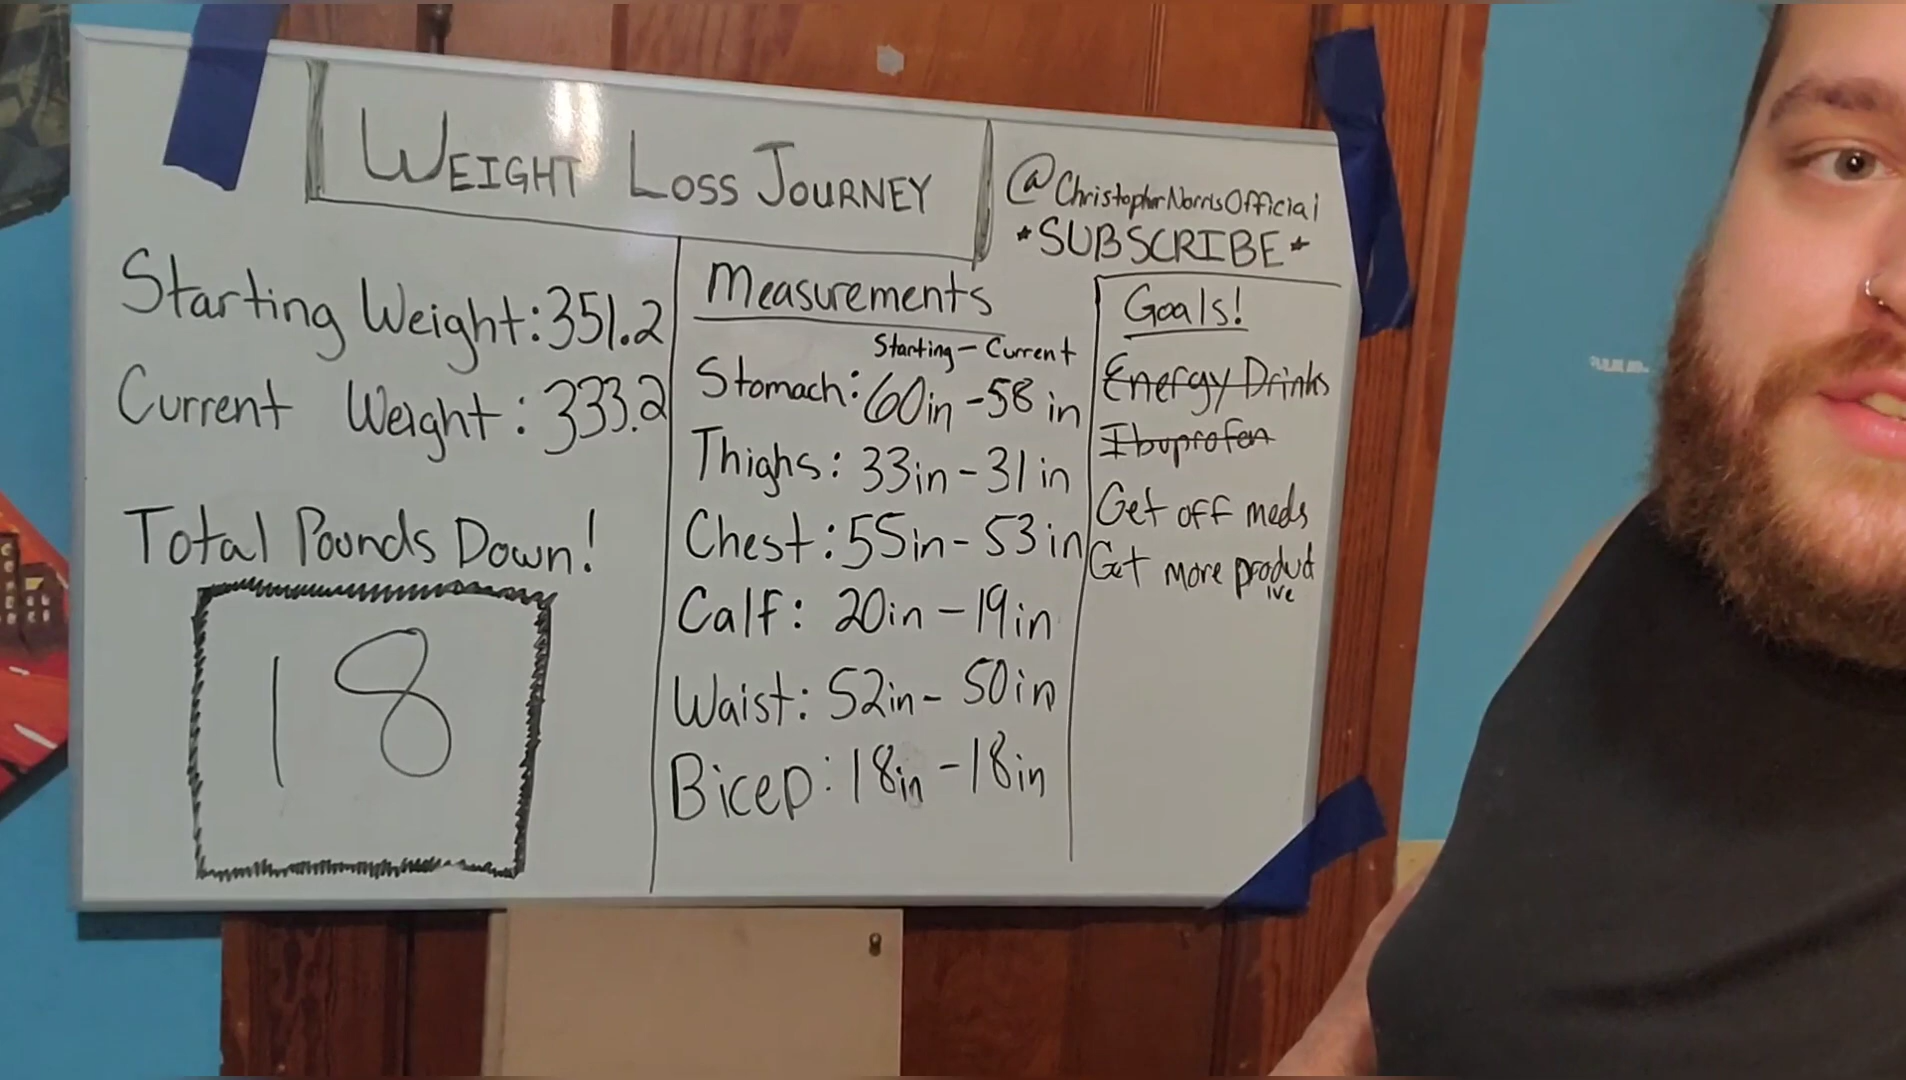 WEIGHT LOSS JOURNEY
@ChristopherNorrisOfficial
*SUBSCRIBE*
Starting Weight: 351.2
Current Weight: 333.2
Total Pounds Down!
18
Measurements
Starting - Current
Stomach: 60in - 58 in
Thighs: 33in - 31 in
Chest: 55in - 53 in
Calf: 20in - 19in
Waist: 52in - 50in
Bicep: 18in - 18in
Goals!
Energy Drinks
Ibuprofen
Get off meds
Get more product
ive